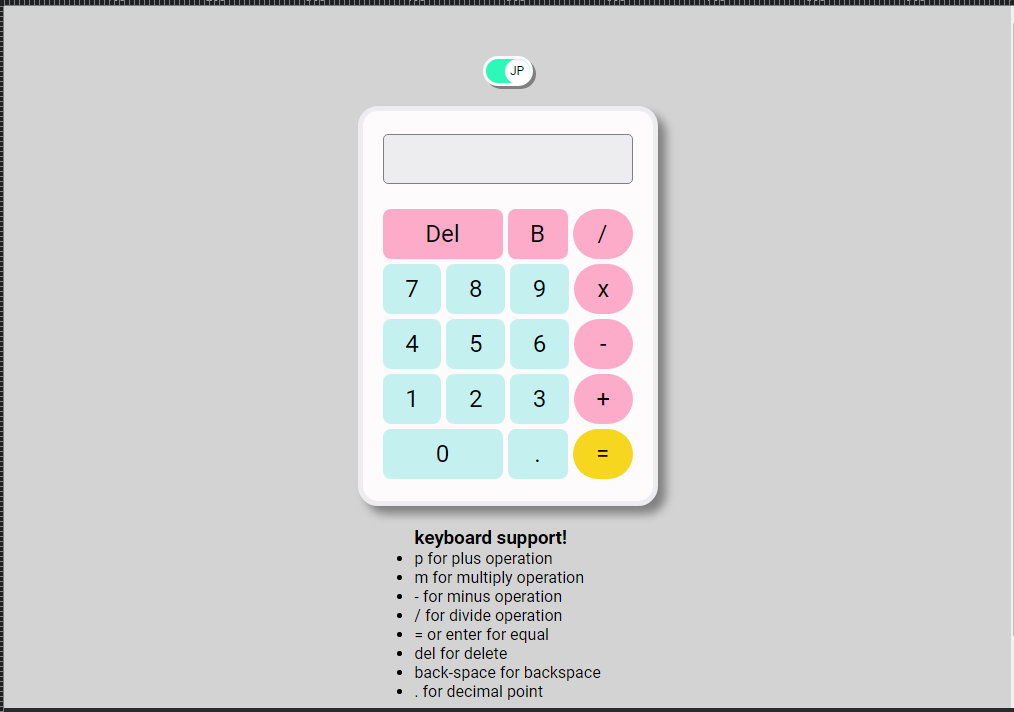 JP
Del B /
7 8 9 x
4 5 6 -
1 2 3 +
0 . =
keyboard support!
p for plus operation
m for multiply operation
- for minus operation
/ for divide operation
= or enter for equal
del for delete
back-space for backspace
. for decimal point